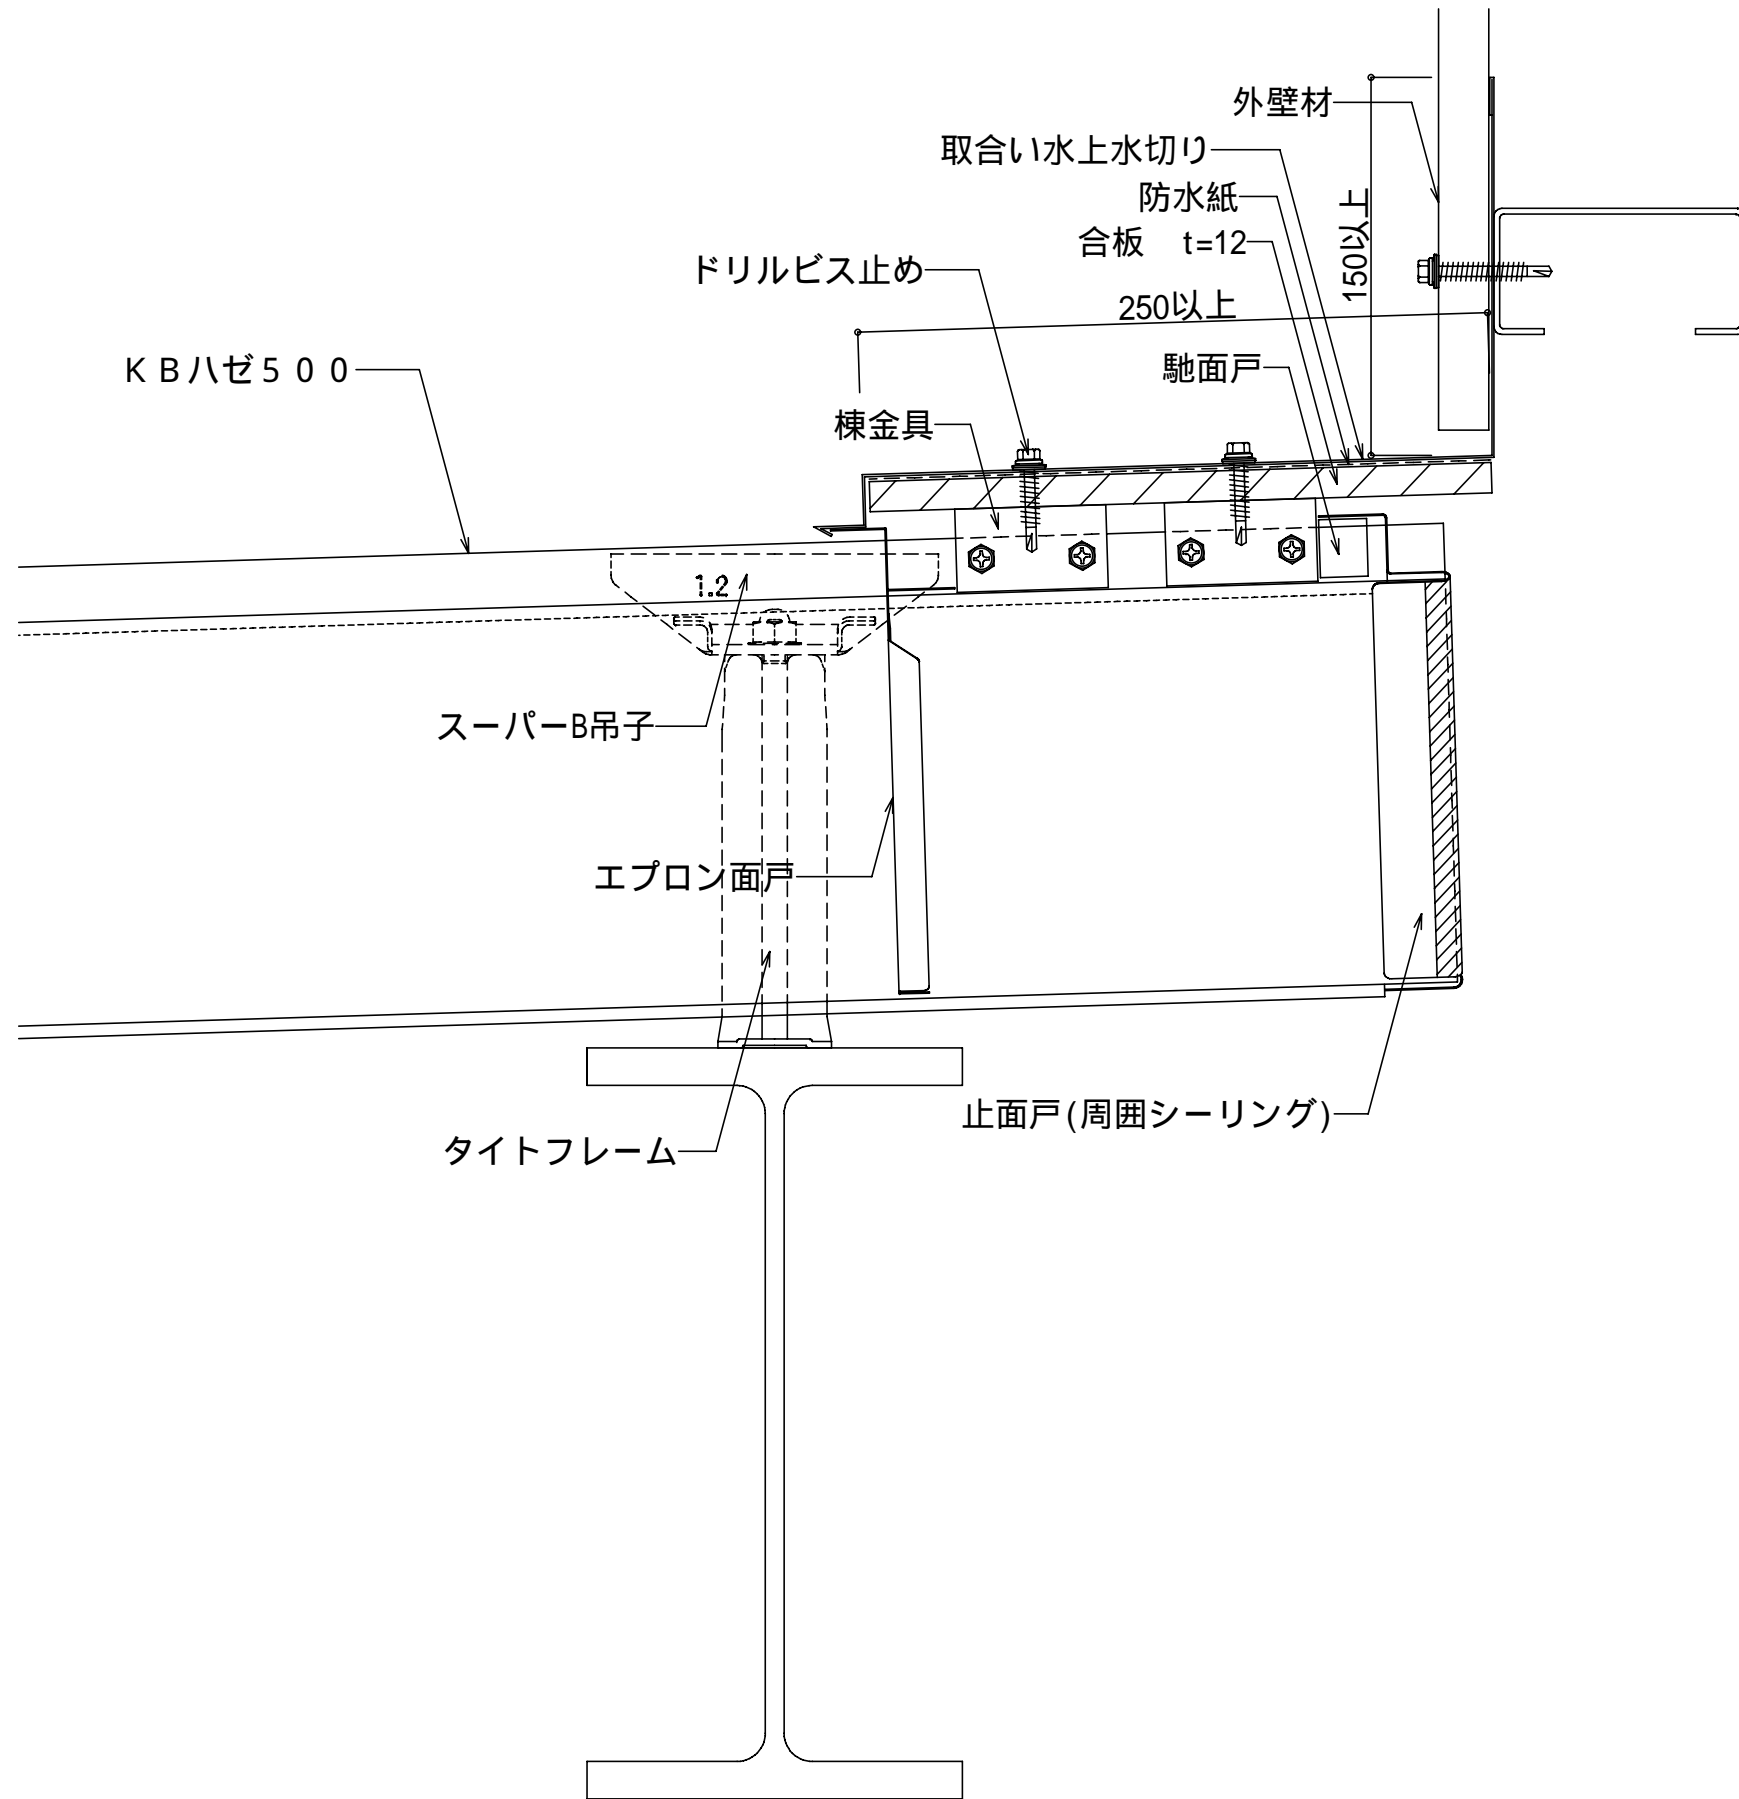 外壁材
取合い水上水切り
防水紙
合板　t=12
150以上
ドリルビス止め
250以上
ＫＢハゼ５００
馳面戸
棟金具
1.2
スーパーB吊子
エプロン面戸
止面戸(周囲シーリング)
タイトフレーム